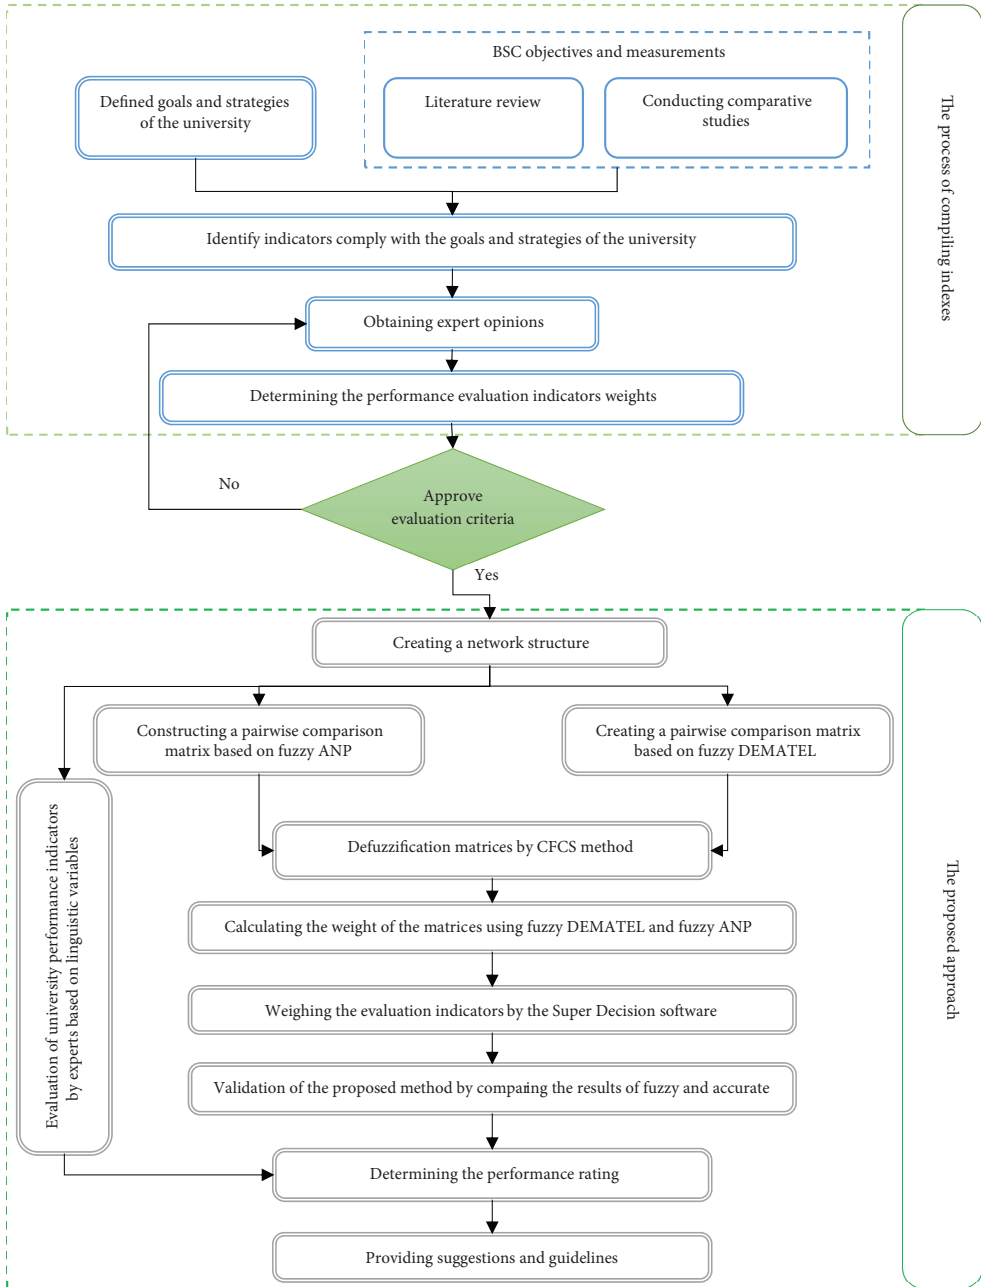 BSC objectives and measurements
Defined goals and strategies
of the university
Literature review
Conducting comparative
studies
The process of compiling indexes
Identify indicators comply with the goals and strategies of the university
Obtaining expert opinions
Determining the performance evaluation indicators weights
No
Approve
evaluation criteria
Yes
Creating a network structure
Constructing a pairwise comparison
matrix based on fuzzy ANP
Creating a pairwise comparison matrix
based on fuzzy DEMATEL
Evaluation of university performance indicators
by experts based on linguistic variables
Defuzzification matrices by CFCS method
The proposed approach
Calculating the weight of the matrices using fuzzy DEMATEL and fuzzy ANP
Weighing the evaluation indicators by the Super Decision software
Validation of the proposed method by comparing the results of fuzzy and accurate
Determining the performance rating
Providing suggestions and guidelines